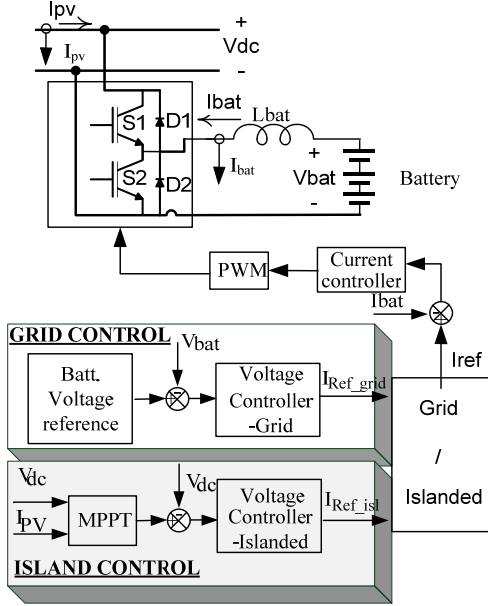 Ipv
+
Vdc
-
Ipv
Ibat
Lbat
S1
D1
S2
D2
Ibat
+
Vbat
-
Battery
PWM
Current
controller
Ibat
Iref
GRID CONTROL
Vbat
Batt.
Voltage
reference
Voltage
Controller
-Grid
IRef_grid
Grid
/
Islanded
Vdc
IPV
MPPT
Vdc
Voltage
Controller
-Islanded
IRef_isl
ISLAND CONTROL